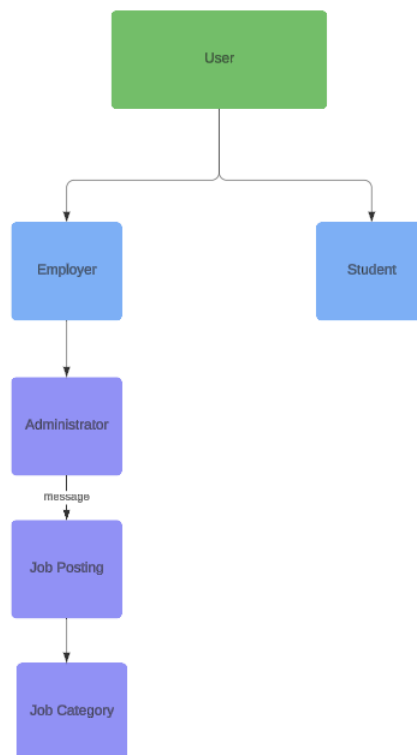 User
Employer
Student
Administrator
message
Job Posting
Job Category